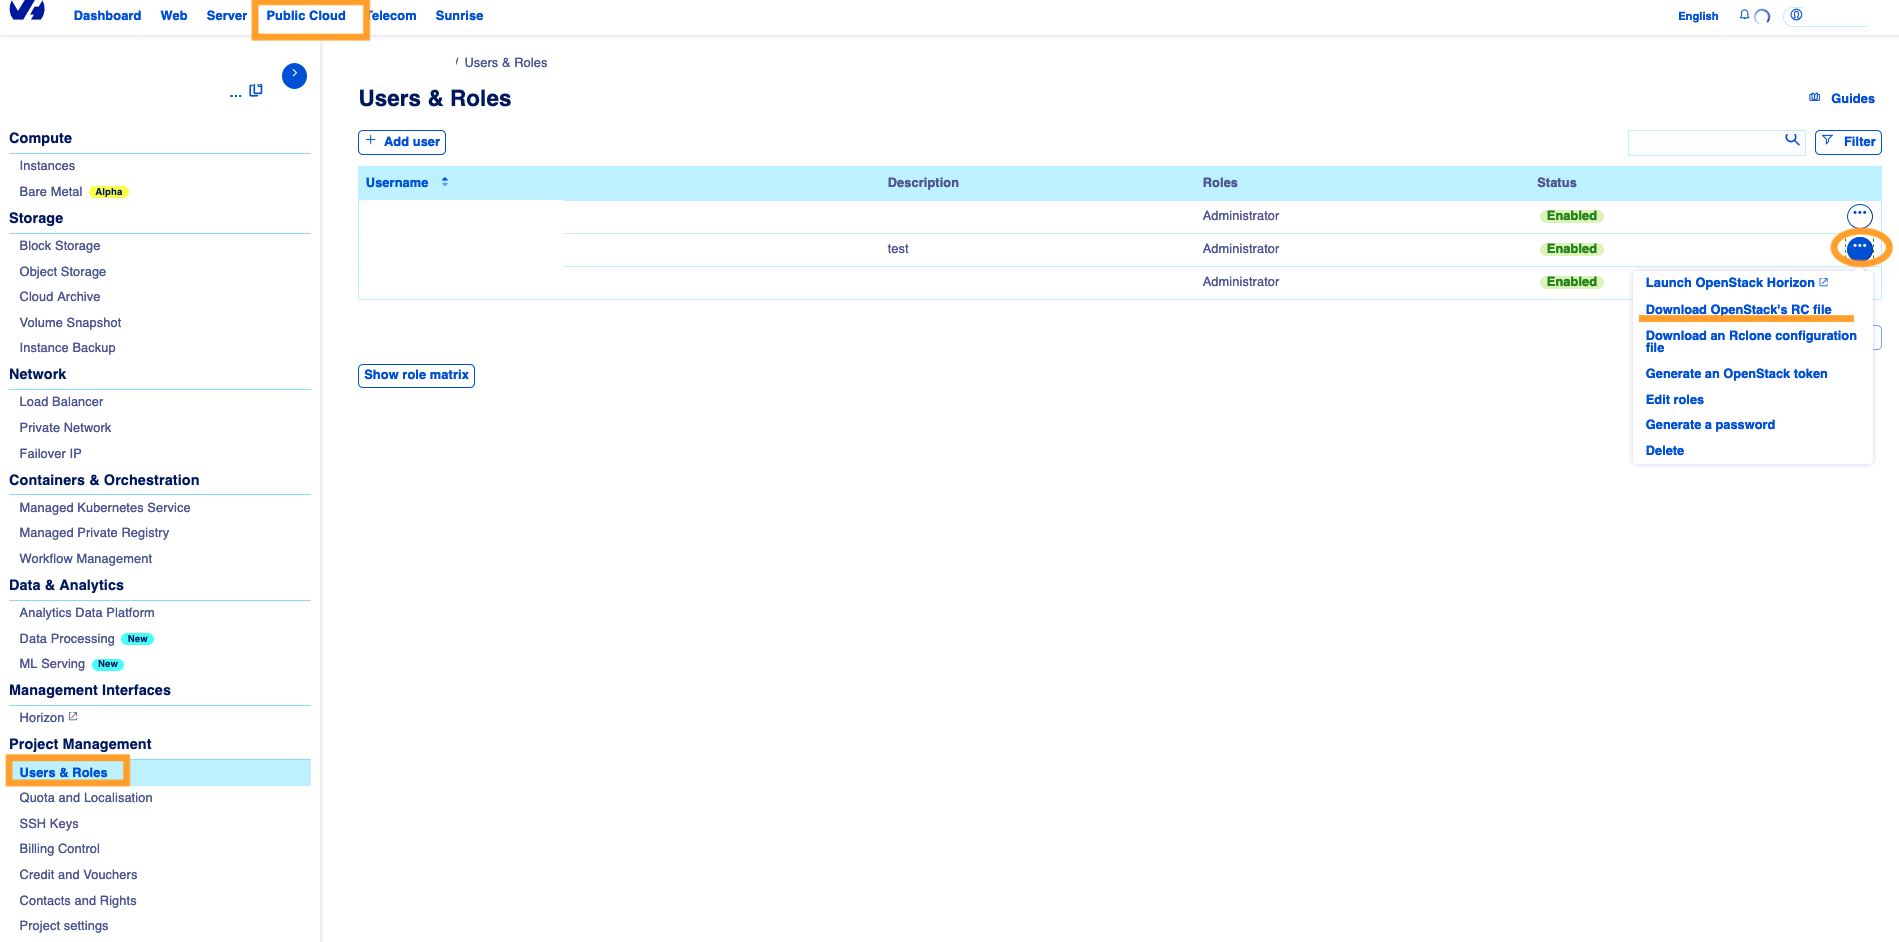 Dashboard Web Server Public Cloud Telecom Sunrise
English
/ Users & Roles
Users & Roles
Guides
...
Compute
Instances
Bare Metal Alpha
Storage
Block Storage
Object Storage
Cloud Archive
Volume Snapshot
Instance Backup
Network
Load Balancer
Private Network
Failover IP
Containers & Orchestration
Managed Kubernetes Service
Managed Private Registry
Workflow Management
Data & Analytics
Analytics Data Platform
Data Processing New
ML Serving New
Management Interfaces
Horizon
Project Management
Users & Roles
Quota and Localisation
SSH Keys
Billing Control
Credit and Vouchers
Contacts and Rights
Project settings
+ Add user
Filter
Username Description Roles Status
Administrator Enabled
test Administrator Enabled
Administrator Enabled
Launch OpenStack Horizon
Download OpenStack's RC file
Download an Rclone configuration
file
Generate an OpenStack token
Edit roles
Generate a password
Delete
Show role matrix